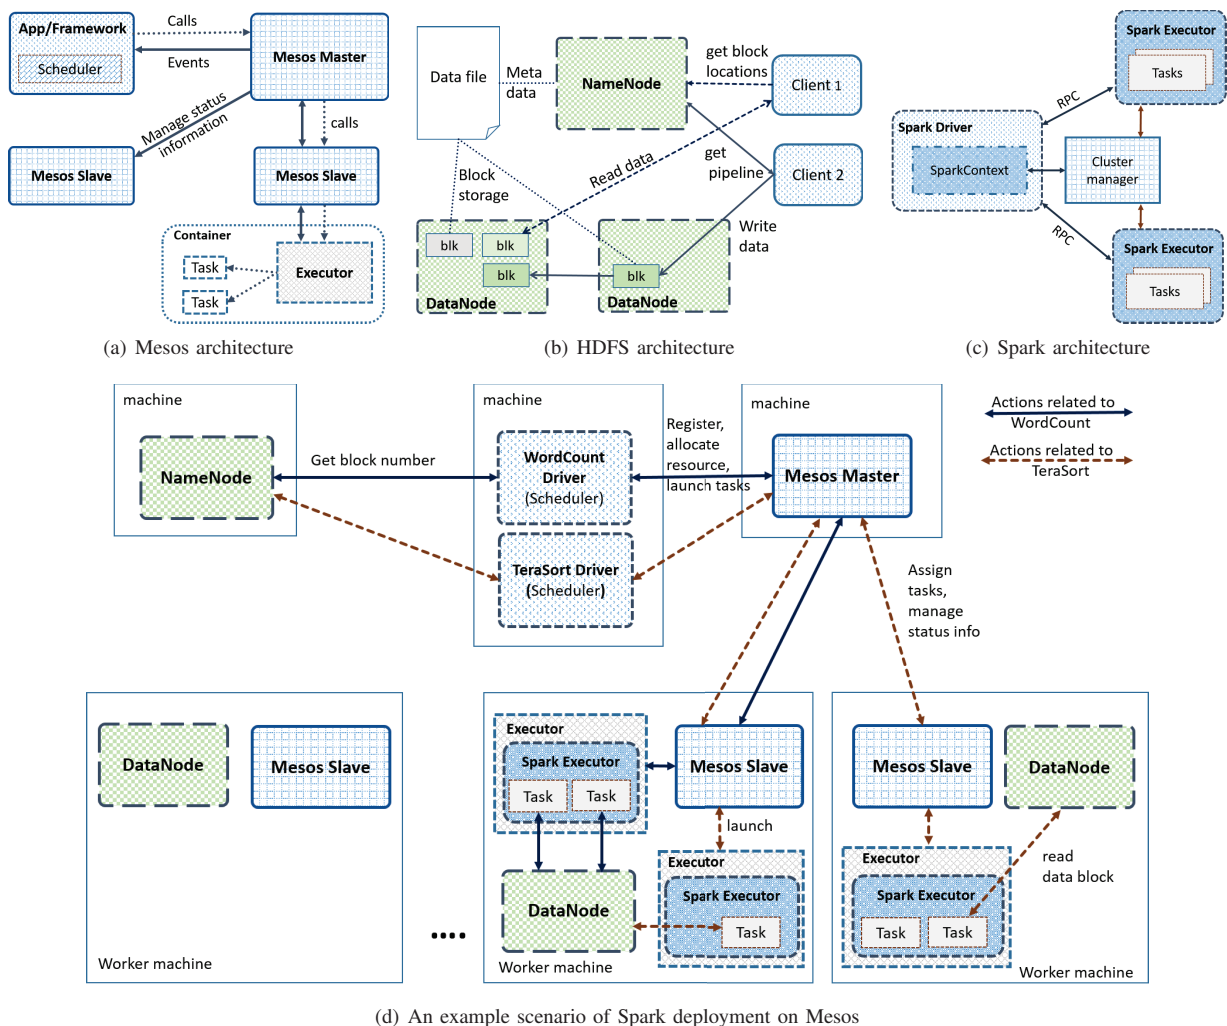 App/Framework
Scheduler
Calls
Events
Mesos Master
Manage status
information
calls
Mesos Slave
Mesos Slave
Container
Task
Task
Executor
(a) Mesos architecture
Data file
Meta
data
NameNode
get block
locations
Client 1
Read data
get
pipeline
Client 2
Block
storage
Write
data
blk
blk
blk
blk
DataNode
DataNode
(b) HDFS architecture
Spark Executor
Tasks
RPC
Spark Driver
SparkContext
Cluster
manager
RPC
Spark Executor
Tasks
(c) Spark architecture
machine
NameNode
Get block number
machine
WordCount
Driver
(Scheduler)
TeraSort Driver
(Scheduler)
Register,
allocate
resource,
launch tasks
machine
Mesos Master
Actions related to
WordCount
Actions related to
TeraSort
Assign
tasks,
manage
status info
DataNode
Mesos Slave
Worker machine
....
Executor
Spark Executor
Task
Task
Mesos Slave
launch
DataNode
Executor
Spark Executor
Task
Worker machine
Mesos Slave
DataNode
Executor
Spark Executor
Task
Task
read
data block
Worker machine
(d) An example scenario of Spark deployment on Mesos